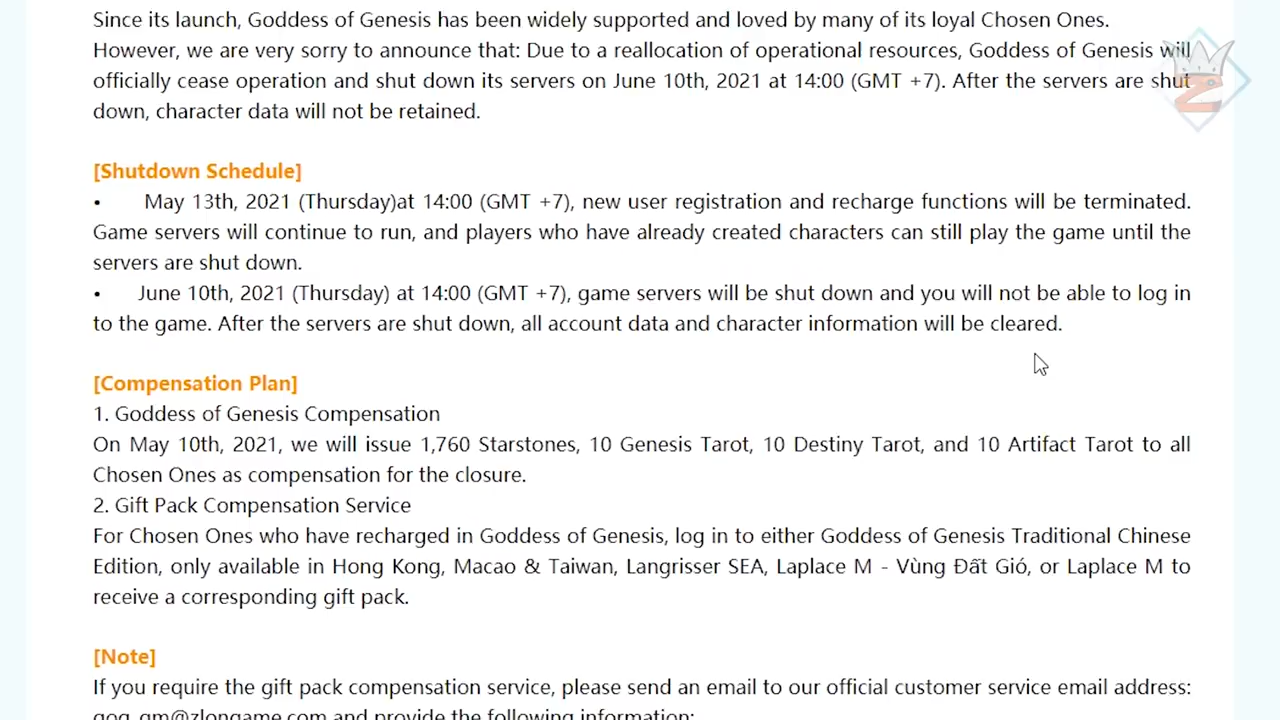 Since its launch, Goddess of Genesis has been widely supported and loved by many of its loyal Chosen Ones.
However, we are very sorry to announce that: Due to a reallocation of operational resources, Goddess of Genesis will
officially cease operation and shut down its servers on June 10th, 2021 at 14:00 (GMT +7). After the servers are shut
down, character data will not be retained.
[Shutdown Schedule]
• May 13th, 2021 (Thursday)at 14:00 (GMT +7), new user registration and recharge functions will be terminated.
Game servers will continue to run, and players who have already created characters can still play the game until the
servers are shut down.
• June 10th, 2021 (Thursday) at 14:00 (GMT +7), game servers will be shut down and you will not be able to log in
to the game. After the servers are shut down, all account data and character information will be cleared.
[Compensation Plan]
1. Goddess of Genesis Compensation
On May 10th, 2021, we will issue 1,760 Starstones, 10 Genesis Tarot, 10 Destiny Tarot, and 10 Artifact Tarot to all
Chosen Ones as compensation for the closure.
2. Gift Pack Compensation Service
For Chosen Ones who have recharged in Goddess of Genesis, log in to either Goddess of Genesis Traditional Chinese
Edition, only available in Hong Kong, Macao & Taiwan, Langrisser SEA, Laplace M - Vùng Đất Gió, or Laplace M to
receive a corresponding gift pack.
[Note]
If you require the gift pack compensation service, please send an email to our official customer service email address:
gog_gm@zlongame.com and provide the following information: